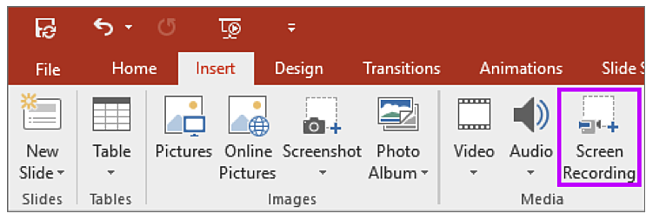 File Home Insert Design Transitions Animations Slide S
New Slide Table Pictures Online Pictures Screenshot Photo Album Video Audio Screen Recording
Slides Tables Images Media